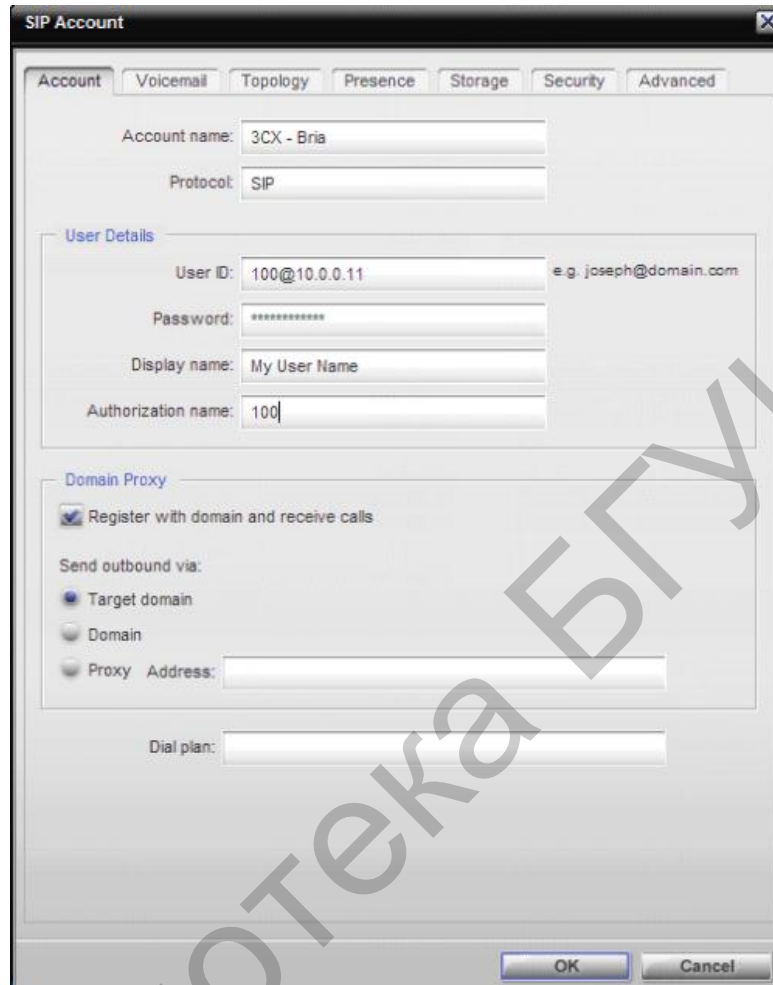 SIP Account
Account Voicemail Topology Presence Storage Security Advanced
Account name: 3CX - Bria
Protocol: SIP
User Details
User ID: 100@10.0.0.11 e.g. joseph@domain.com
Password: ************
Display name: My User Name
Authorization name: 100
Domain Proxy
Register with domain and receive calls
Send outbound via:
Target domain
Domain
Proxy Address:
Dial plan:
OK Cancel